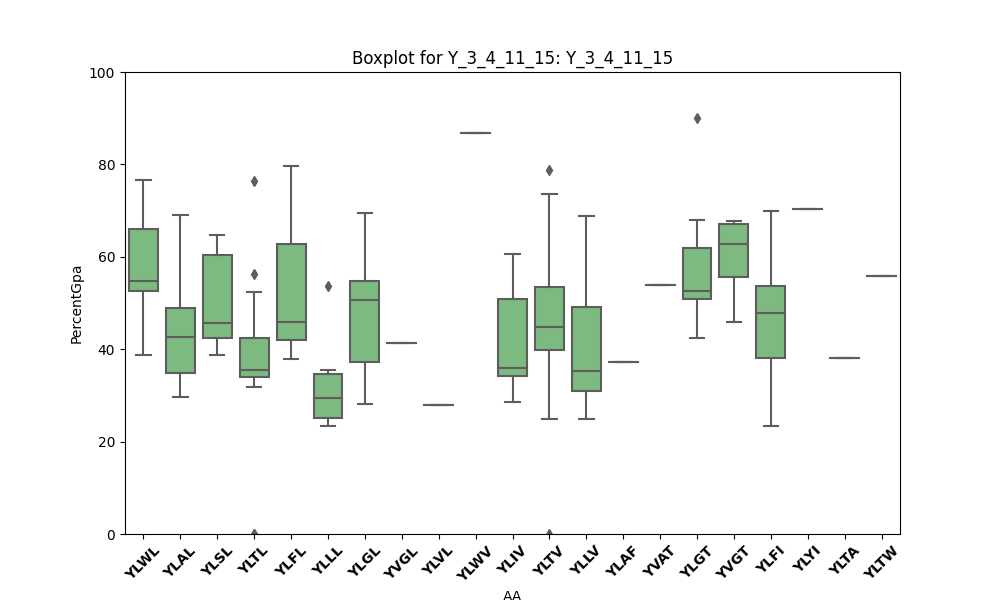 Boxplot for Y_3_4_11_15: Y_3_4_11_15
PercentGpa
100
80
60
40
20
0
YLWL YLAL YLSL YLTL YLFL YLLL YLGL YVGL YLVL YLWV YLIV YLTV YLLV YLAF YVAT YLGT YVGT YLFI YLYI YLTA YLTW
AA